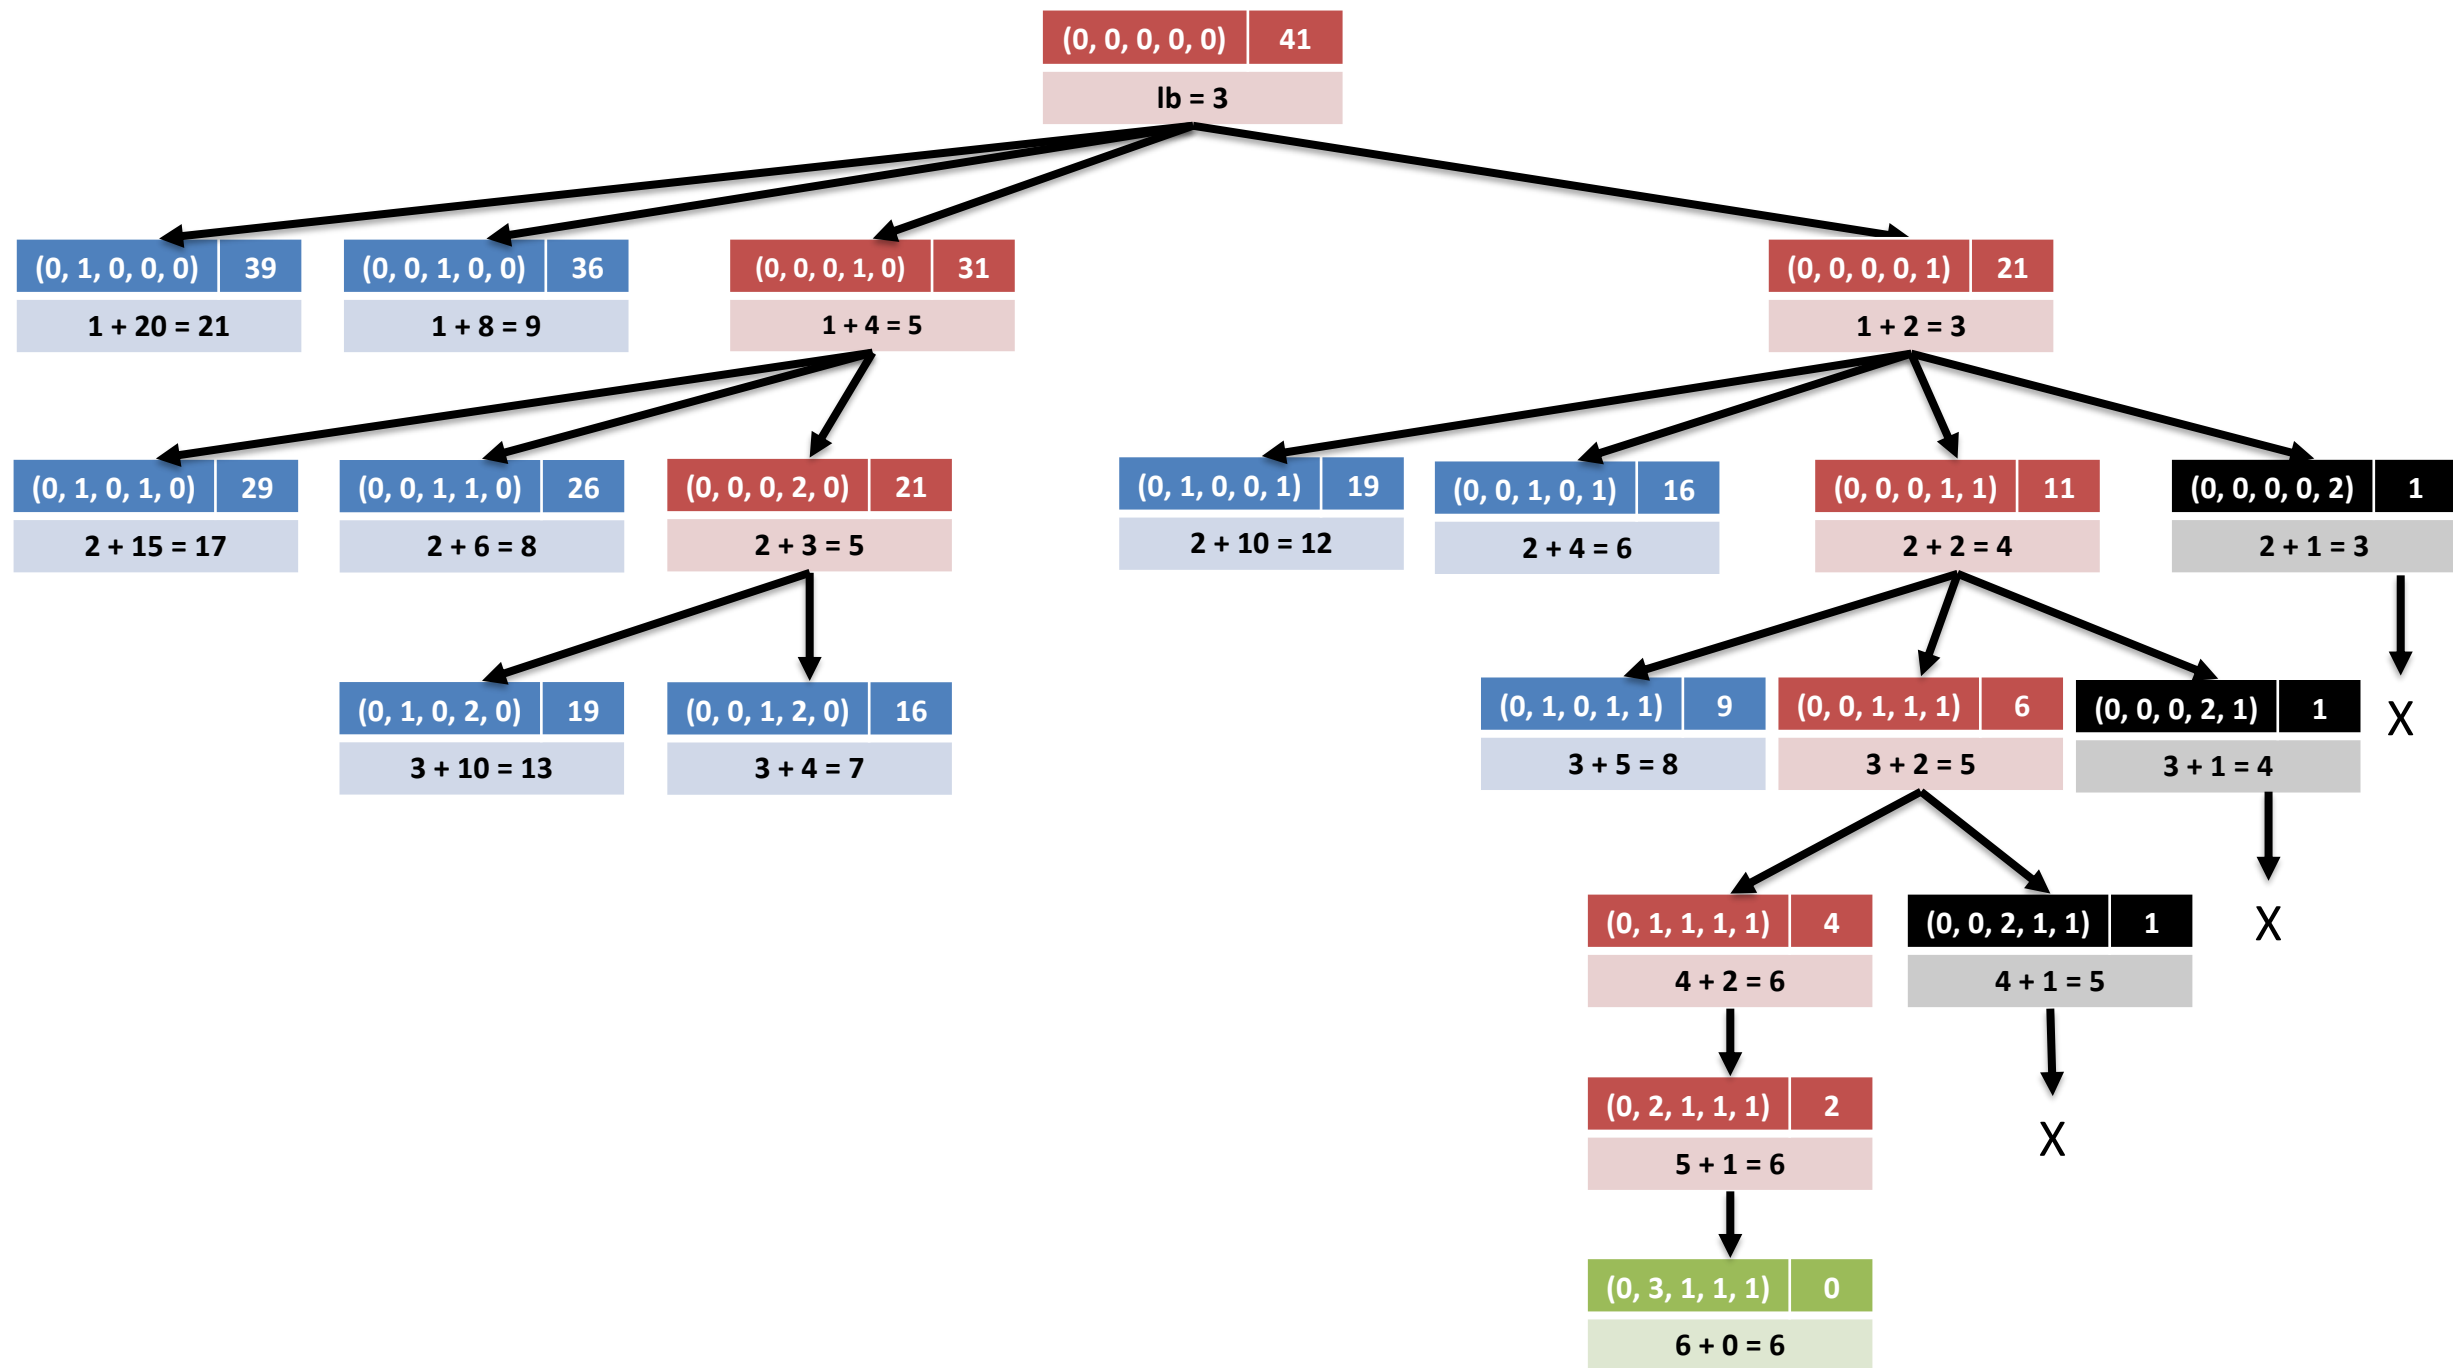 (0, 0, 0, 0, 0) 41
lb = 3
(0, 1, 0, 0, 0) 39
1 + 20 = 21
(0, 0, 1, 0, 0) 36
1 + 8 = 9
(0, 0, 0, 1, 0) 31
1 + 4 = 5
(0, 0, 0, 0, 1) 21
1 + 2 = 3
(0, 1, 0, 1, 0) 29
2 + 15 = 17
(0, 0, 1, 1, 0) 26
2 + 6 = 8
(0, 0, 0, 2, 0) 21
2 + 3 = 5
(0, 1, 0, 0, 1) 19
2 + 10 = 12
(0, 0, 1, 0, 1) 16
2 + 4 = 6
(0, 0, 0, 1, 1) 11
2 + 2 = 4
(0, 0, 0, 0, 2) 1
2 + 1 = 3
(0, 1, 0, 2, 0) 19
3 + 10 = 13
(0, 0, 1, 2, 0) 16
3 + 4 = 7
(0, 1, 0, 1, 1) 9
3 + 5 = 8
(0, 0, 1, 1, 1) 6
3 + 2 = 5
(0, 0, 0, 2, 1) 1
3 + 1 = 4
X
(0, 1, 1, 1, 1) 4
4 + 2 = 6
(0, 0, 2, 1, 1) 1
4 + 1 = 5
X
(0, 2, 1, 1, 1) 2
5 + 1 = 6
X
(0, 3, 1, 1, 1) 0
6 + 0 = 6